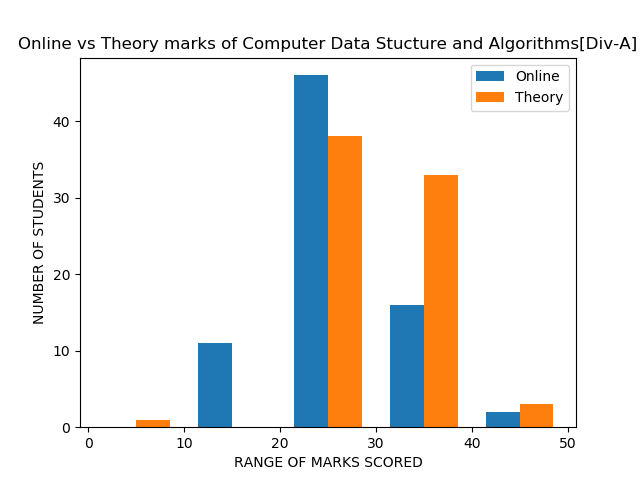 Online vs Theory marks of Computer Data Stucture and Algorithms[Div-A]
Online
Theory
NUMBER OF STUDENTS
40
30
20
10
0
0 10 20 30 40 50
RANGE OF MARKS SCORED